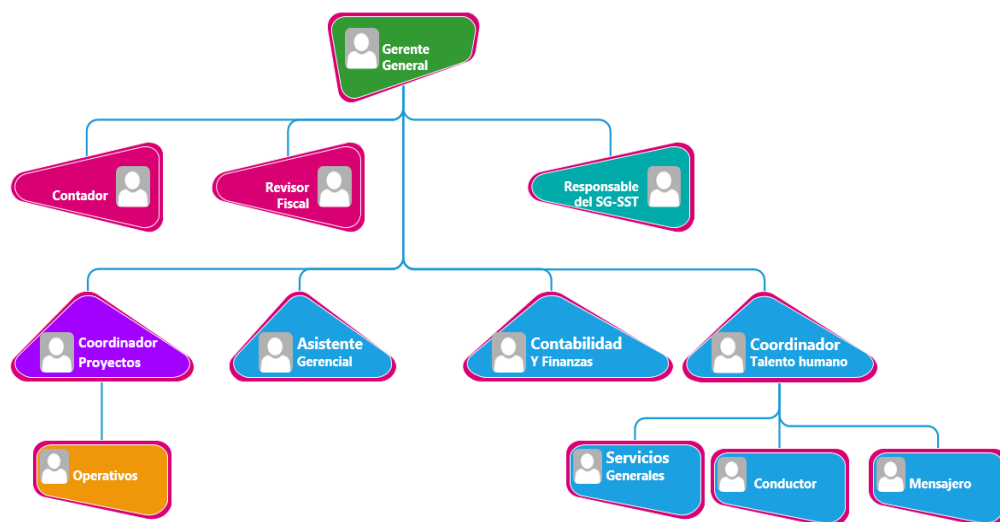 Gerente
General
Contador
Revisor
Fiscal
Responsable
del SG-SST
Coordinador
Proyectos
Asistente
Gerencial
Contabilidad
Y Finanzas
Coordinador
Talento humano
Operativos
Servicios
Generales
Conductor
Mensajero